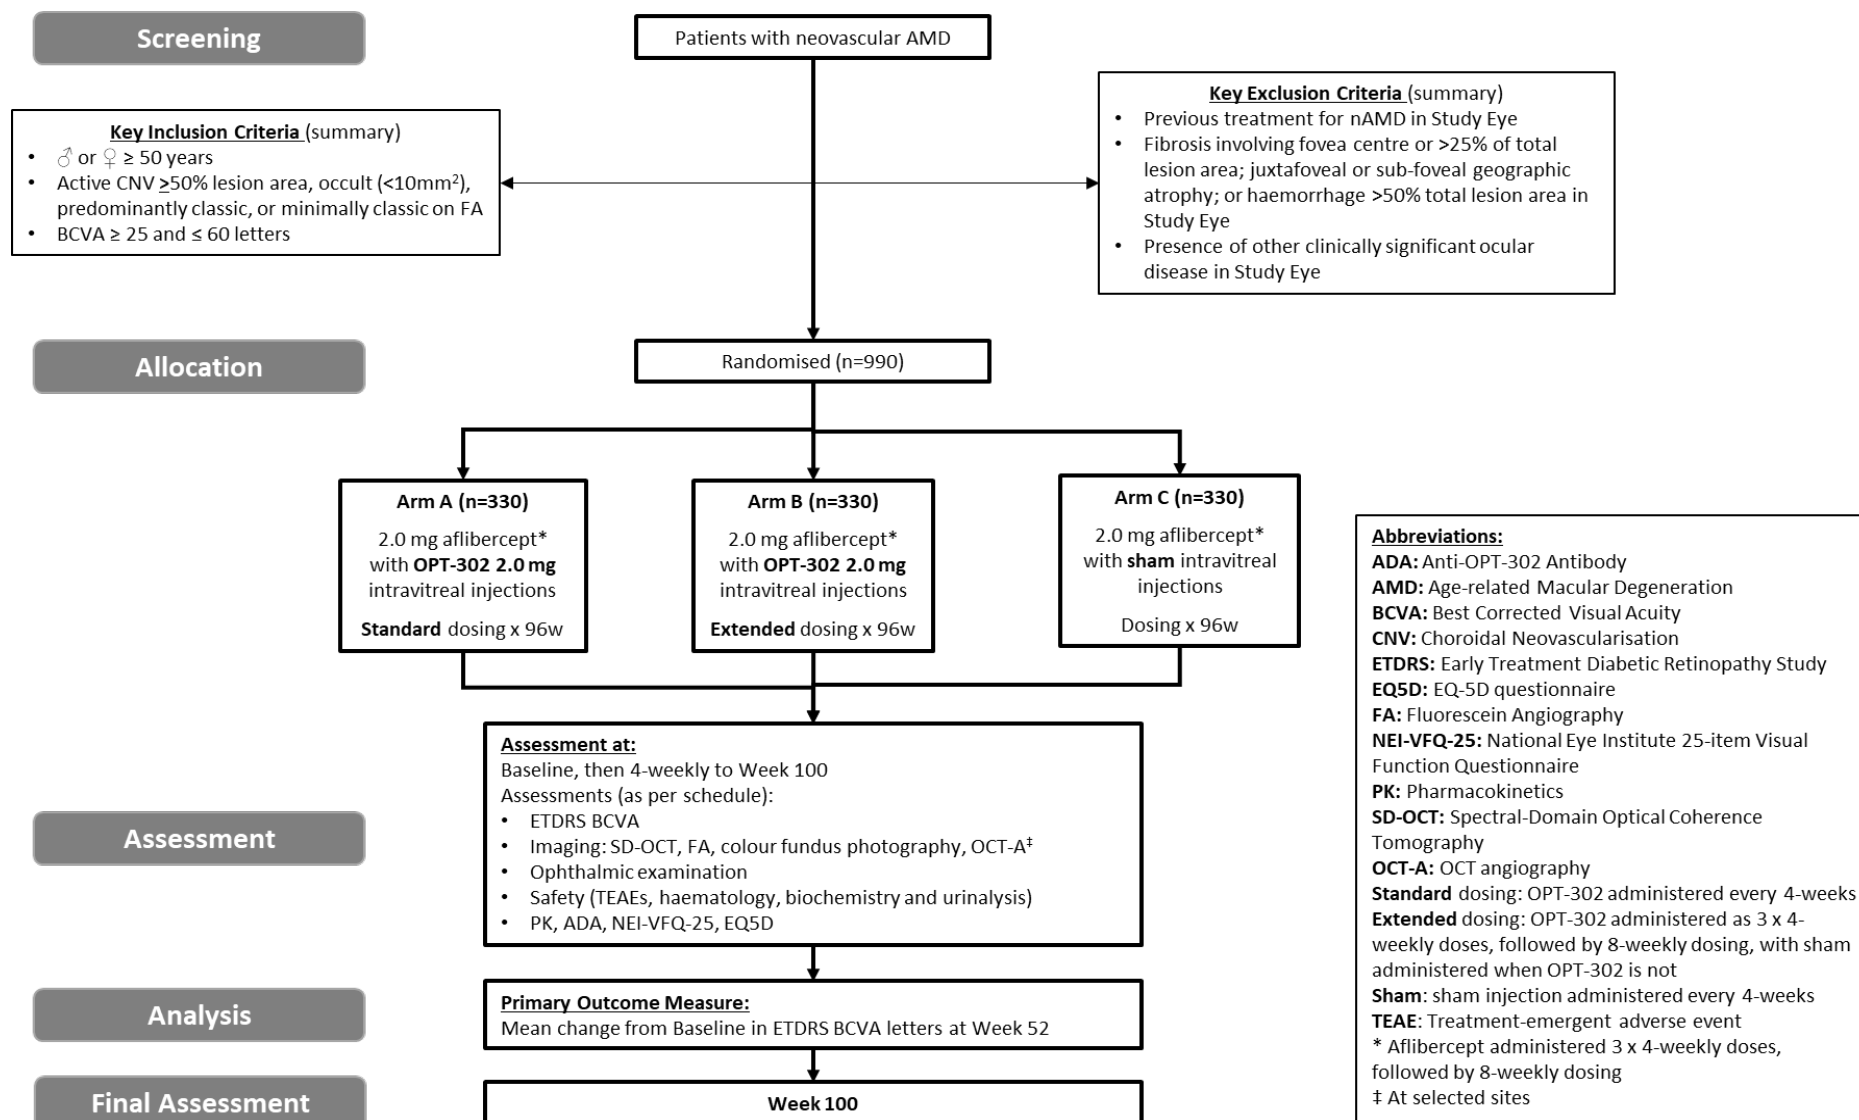 Screening
Patients with neovascular AMD
Key Inclusion Criteria (summary)
• ♂ or ♀ ≥ 50 years
• Active CNV ≥50% lesion area, occult (<10mm²),
predominantly classic, or minimally classic on FA
• BCVA ≥ 25 and ≤ 60 letters
Key Exclusion Criteria (summary)
• Previous treatment for nAMD in Study Eye
• Fibrosis involving fovea centre or >25% of total
lesion area; juxtafoveal or sub-foveal geographic
atrophy; or haemorrhage >50% total lesion area in
Study Eye
• Presence of other clinically significant ocular
disease in Study Eye
Allocation
Randomised (n=990)
Arm A (n=330)
2.0 mg aflibercept*
with OPT-302 2.0 mg
intravitreal injections
Standard dosing x 96w
Arm B (n=330)
2.0 mg aflibercept*
with OPT-302 2.0 mg
intravitreal injections
Extended dosing x 96w
Arm C (n=330)
2.0 mg aflibercept*
with sham intravitreal
injections
Dosing x 96w
Assessment
Assessment at:
Baseline, then 4-weekly to Week 100
Assessments (as per schedule):
• ETDRS BCVA
• Imaging: SD-OCT, FA, colour fundus photography, OCT-A‡
• Ophthalmic examination
• Safety (TEAEs, haematology, biochemistry and urinalysis)
• PK, ADA, NEI-VFQ-25, EQ5D
Analysis
Primary Outcome Measure:
Mean change from Baseline in ETDRS BCVA letters at Week 52
Final Assessment
Week 100
Abbreviations:
ADA: Anti-OPT-302 Antibody
AMD: Age-related Macular Degeneration
BCVA: Best Corrected Visual Acuity
CNV: Choroidal Neovascularisation
ETDRS: Early Treatment Diabetic Retinopathy Study
EQ5D: EQ-5D questionnaire
FA: Fluorescein Angiography
NEI-VFQ-25: National Eye Institute 25-item Visual
Function Questionnaire
PK: Pharmacokinetics
SD-OCT: Spectral-Domain Optical Coherence
Tomography
OCT-A: OCT angiography
Standard dosing: OPT-302 administered every 4-weeks
Extended dosing: OPT-302 administered as 3 x 4-
weekly doses, followed by 8-weekly dosing, with sham
administered when OPT-302 is not
Sham: sham injection administered every 4-weeks
TEAE: Treatment-emergent adverse event
* Aflibercept administered 3 x 4-weekly doses,
followed by 8-weekly dosing
‡ At selected sites